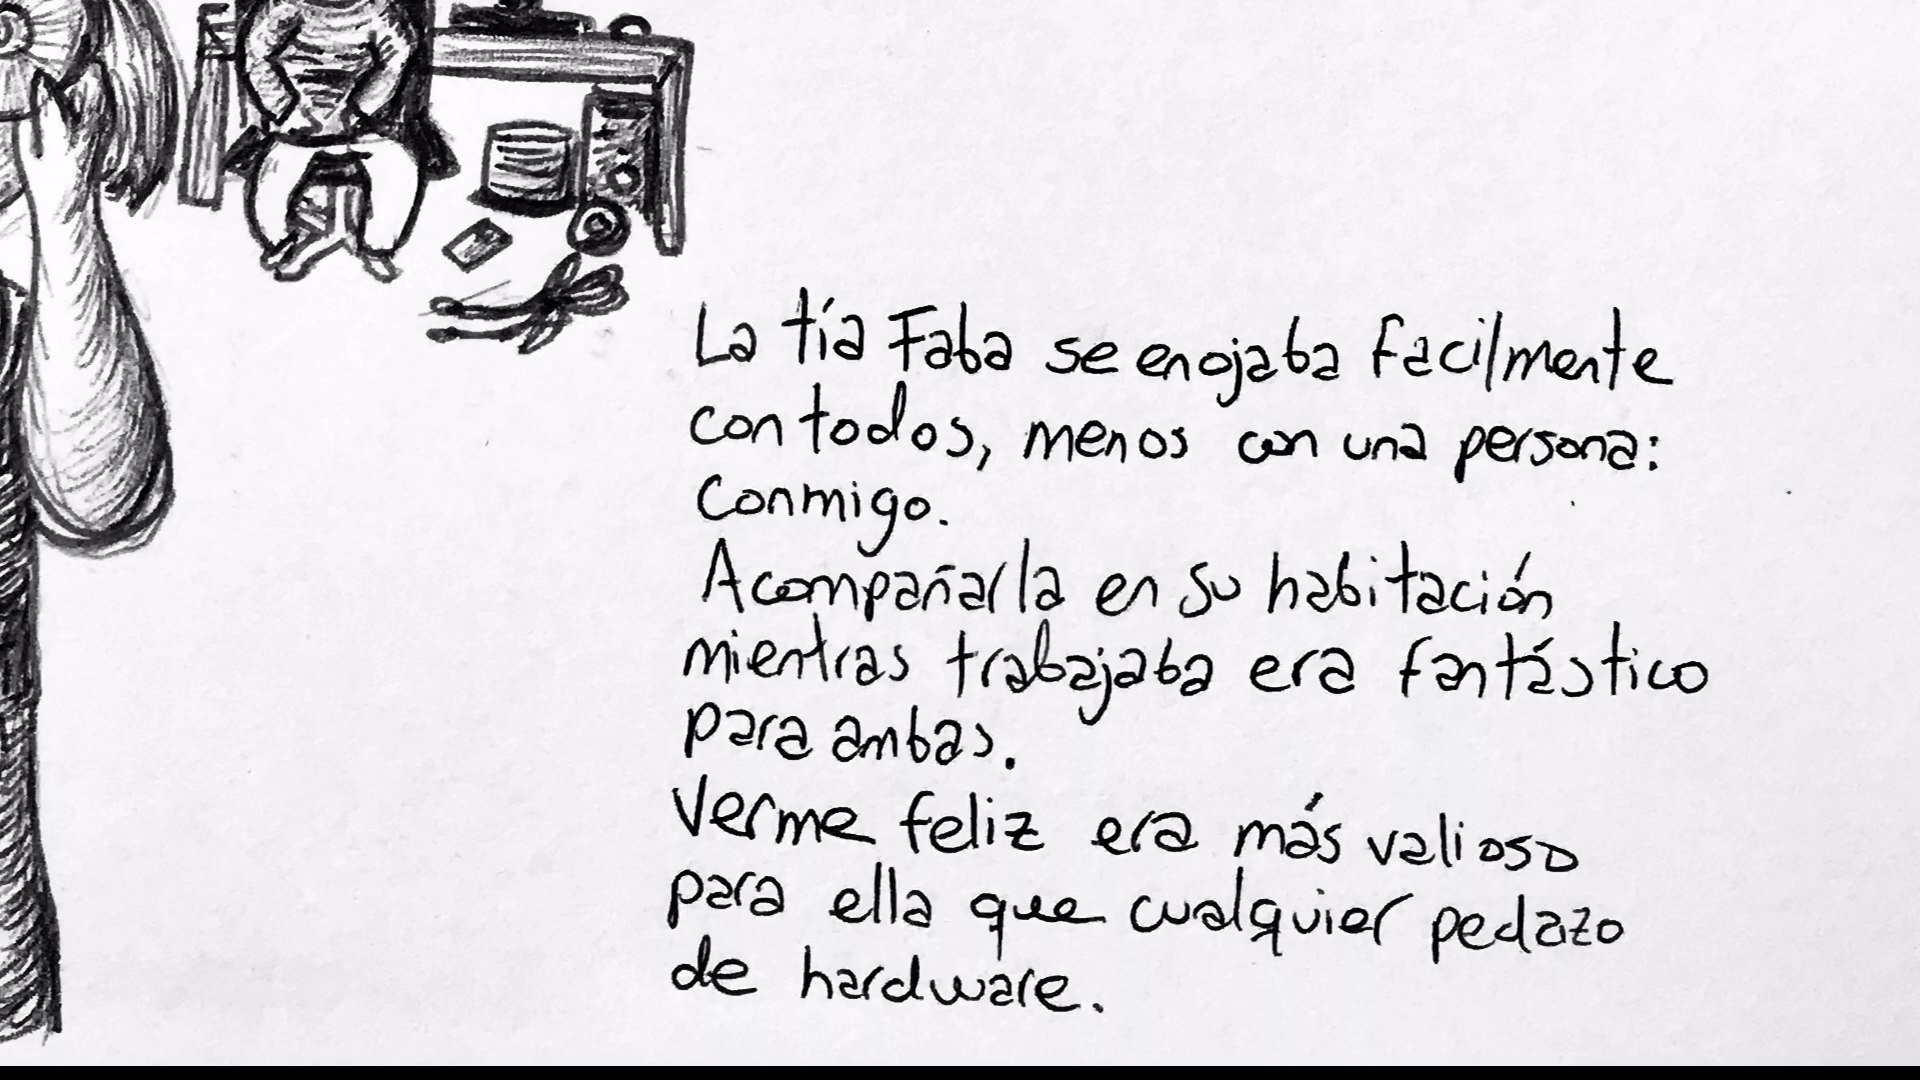 La tía Faba se enojaba facilmente
con todos, menos con una persona:
Conmigo.
Acompañarla en su habitación
mientras trabajaba era fantástico
para ambas.
Verme feliz era más valioso
para ella que cualquier pedazo
de hardware.